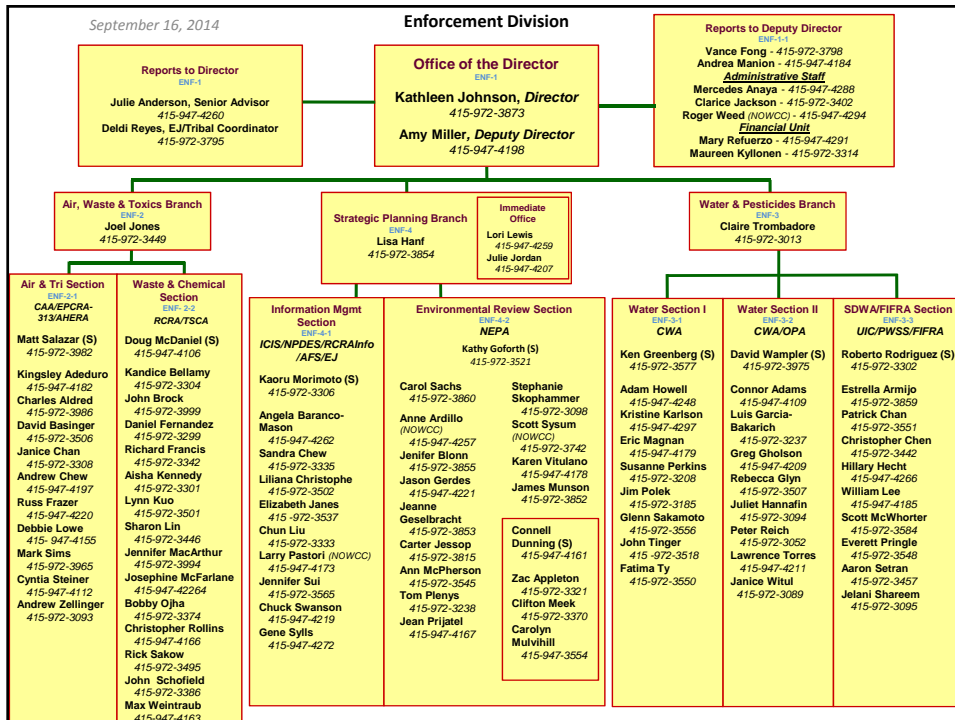 September 16, 2014
Enforcement Division
Reports to Director
ENF-1
Julie Anderson, Senior Advisor
415-947-4260
Deldi Reyes, EJ/Tribal Coordinator
415-972-3795
Office of the Director
ENF-1
Kathleen Johnson, Director
415-972-3873
Amy Miller, Deputy Director
415-947-4198
Reports to Deputy Director
ENF-1-1
Vance Fong - 415-972-3798
Andrea Manion - 415-947-4184
Administrative Staff
Mercedes Anaya - 415-947-4288
Clarice Jackson - 415-972-3402
Roger Weed (NOWCC) - 415-947-4294
Financial Unit
Mary Refuerzo - 415-947-4291
Maureen Kyllonen - 415-972-3314
Air, Waste & Toxics Branch
ENF-2
Joel Jones
415-972-3449
Strategic Planning Branch
ENF-4
Lisa Hanf
415-972-3854
Immediate
Office
Lori Lewis
415-947-4259
Julie Jordan
415-947-4207
Water & Pesticides Branch
ENF-3
Claire Trombadore
415-972-3013
Air & Tri Section
ENF-2-1
CAA/EPCRA-
313/AHERA
Matt Salazar (S)
415-972-3982
Kingsley Adeduro
415-947-4182
Charles Aldred
415-972-3986
David Basinger
415-972-3506
Janice Chan
415-972-3308
Andrew Chew
415-947-4197
Russ Frazer
415-947-4220
Debbie Lowe
415- 947-4155
Mark Sims
415-972-3965
Cyntia Steiner
415-947-4112
Andrew Zellinger
415-972-3093
Waste & Chemical
Section
ENF- 2-2
RCRA/TSCA
Doug McDaniel (S)
415-947-4106
Kandice Bellamy
415-972-3304
John Brock
415-972-3999
Daniel Fernandez
415-972-3299
Richard Francis
415-972-3342
Aisha Kennedy
415-972-3301
Lynn Kuo
415-972-3501
Sharon Lin
415-972-3446
Jennifer MacArthur
415-972-3994
Josephine McFarlane
415-947-42264
Bobby Ojha
415-972-3374
Christopher Rollins
415-947-4166
Rick Sakow
415-972-3495
John  Schofield
415-972-3386
Max Weintraub
415-947-4163
Information Mgmt
Section
ENF-4-1
ICIS/NPDES/RCRAInfo
/AFS/EJ
Kaoru Morimoto (S)
415-972-3306
Angela Baranco-
Mason
415-947-4262
Sandra Chew
415-972-3335
Liliana Christophe
415-972-3502
Elizabeth Janes
415 -972-3537
Chun Liu
415-972-3333
Larry Pastori (NOWCC)
415-947-4173
Jennifer Sui
415-972-3565
Chuck Swanson
415-947-4219
Gene Sylls
415-947-4272
Environmental Review Section
ENF-4-2
NEPA
Kathy Goforth (S)
415-972-3521
Carol Sachs
415-972-3860
Anne Ardillo
(NOWCC)
415-947-4257
Jenifer Blonn
415-972-3855
Jason Gerdes
415-947-4221
Jeanne
Geselbracht
415-972-3853
Carter Jessop
415-972-3815
Ann McPherson
415-972-3545
Tom Plenys
415-972-3238
Jean Prijatel
415-947-4167
Stephanie
Skophammer
415-972-3098
Scott Sysum
(NOWCC)
415-972-3742
Karen Vitulano
415-947-4178
James Munson
415-972-3852
Connell
Dunning (S)
415-947-4161
Zac Appleton
415-972-3321
Clifton Meek
415-972-3370
Carolyn
Mulvihill
415-947-3554
Water Section I
ENF-3-1
CWA
Ken Greenberg (S)
415-972-3577
Adam Howell
415-947-4248
Kristine Karlson
415-947-4297
Eric Magnan
415-947-4179
Susanne Perkins
415-972-3208
Jim Polek
415-972-3185
Glenn Sakamoto
415-972-3556
John Tinger
415 -972-3518
Fatima Ty
415-972-3550
Water Section II
ENF-3-2
CWA/OPA
David Wampler (S)
415-972-3975
Connor Adams
415-947-4109
Luis Garcia-
Bakarich
415-972-3237
Greg Gholson
415-947-4209
Rebecca Glyn
415-972-3507
Juliet Hannafin
415-972-3094
Peter Reich
415-972-3052
Lawrence Torres
415-947-4211
Janice Witul
415-972-3089
SDWA/FIFRA Section
ENF-3-3
UIC/PWSS/FIFRA
Roberto Rodriguez (S)
415-972-3302
Estrella Armijo
415-972-3859
Patrick Chan
415-972-3551
Christopher Chen
415-972-3442
Hillary Hecht
415-972-4266
William Lee
415-947-4185
Scott McWhorter
415-972-3584
Everett Pringle
415-972-3548
Aaron Setran
415-972-3457
Jelani Shareem
415-972-3095